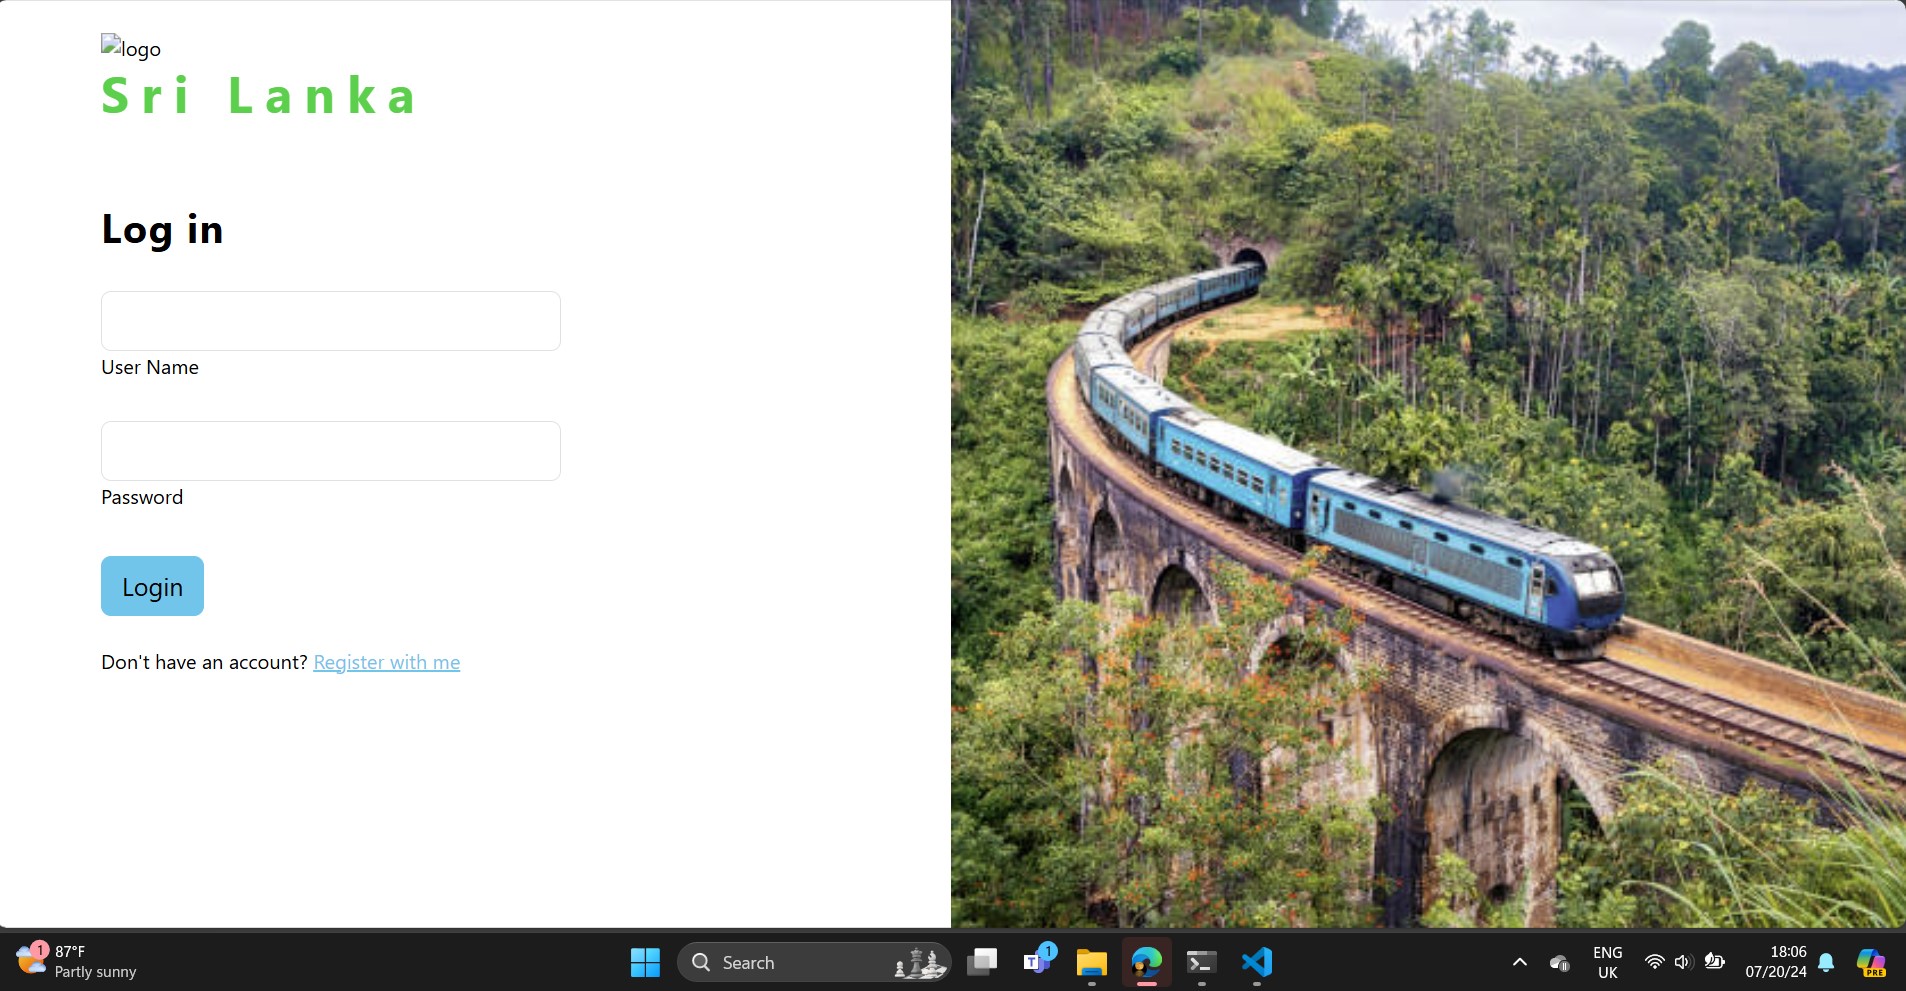 logo
Sri Lanka
Log in
User Name
Password
Login
Don't have an account? Register with me
1
87°F
Partly sunny
Search
T
1
ENG
UK
18:06
07/20/24
PRE